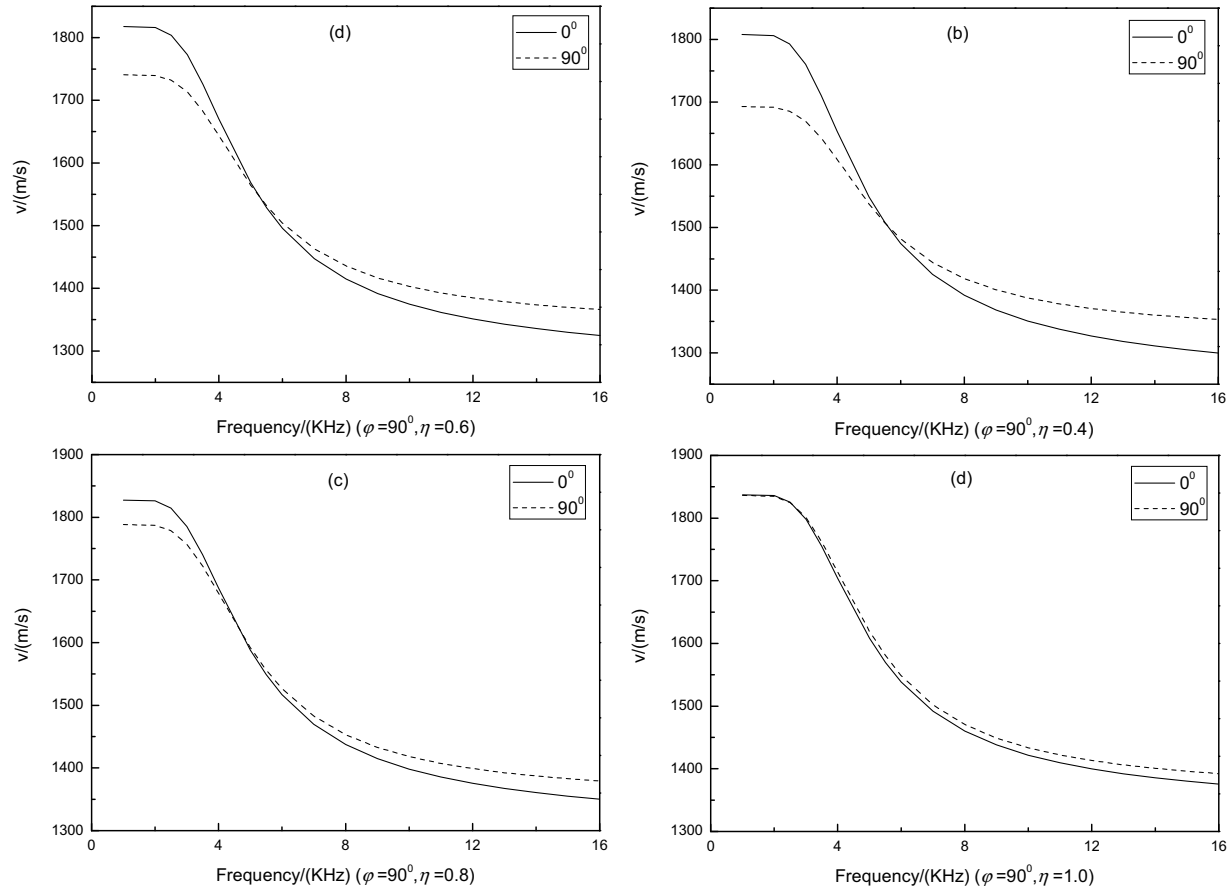 (d)
0⁰
90⁰
1800
1700
1600
1500
1400
1300
v/(m/s)
0 4 8 12 16
Frequency/(KHz) (φ=90⁰,η=0.6)
(b)
0⁰
90⁰
1800
1700
1600
1500
1400
1300
v/(m/s)
0 4 8 12 16
Frequency/(KHz) (φ=90⁰,η=0.4)
(c)
0⁰
90⁰
1900
1800
1700
1600
1500
1400
1300
v/(m/s)
0 4 8 12 16
Frequency/(KHz) (φ=90⁰,η=0.8)
(d)
0⁰
90⁰
1900
1800
1700
1600
1500
1400
1300
v/(m/s)
0 4 8 12 16
Frequency/(KHz) (φ=90⁰,η=1.0)